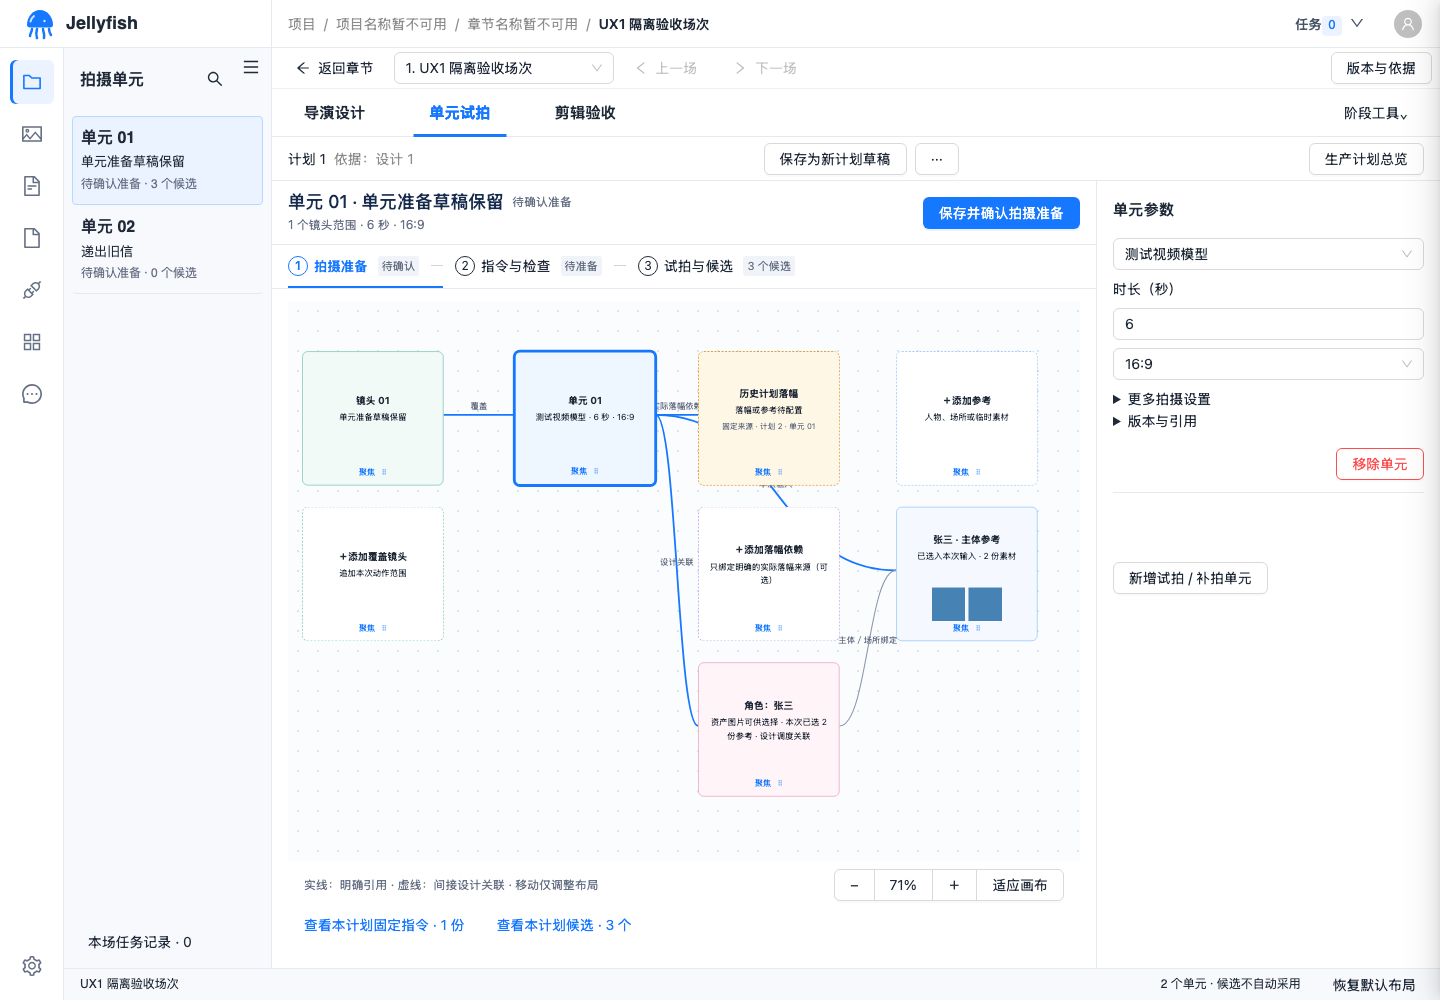 Jellyfish
项目 / 项目名称暂不可用 / 章节名称暂不可用 / UX1 隔离验收场次
任务 0
拍摄单元
返回章节
1. UX1 隔离验收场次
上一场
下一场
版本与依据
单元 01
单元准备草稿保留
待确认准备 · 3 个候选
单元 02
递出旧信
待确认准备 · 0 个候选
导演设计
单元试拍
剪辑验收
阶段工具
计划 1 依据：设计 1
保存为新计划草稿
...
生产计划总览
单元 01 · 单元准备草稿保留 待确认准备
1 个镜头范围 · 6 秒 · 16:9
保存并确认拍摄准备
1 拍摄准备 待确认
2 指令与检查 待准备
3 试拍与候选 3 个候选
镜头 01
单元准备草稿保留
聚焦
覆盖
单元 01
测试视频模型 · 6 秒 · 16:9
聚焦
实际落幅依赖
历史计划落幅
落幅或参考待配置
固定来源 · 计划 2 · 单元 01
聚焦
＋添加参考
人物、场所或临时素材
聚焦
＋添加覆盖镜头
追加本次动作范围
聚焦
设计关联
＋添加落幅依赖
只绑定明确的实际落幅来源（可
选）
聚焦
张三 · 主体参考
已选入本次输入 · 2 份素材
聚焦
主体 / 场所绑定
角色：张三
资产图片可供选择 · 本次已选 2
份参考 · 设计调度关联
聚焦
实线：明确引用 · 虚线：间接设计关联 · 移动仅调整布局
−
71%
+
适应画布
查看本计划固定指令 · 1 份
查看本计划候选 · 3 个
单元参数
测试视频模型
时长（秒）
6
16:9
更多拍摄设置
版本与引用
移除单元
新增试拍 / 补拍单元
本场任务记录 · 0
UX1 隔离验收场次
2 个单元 · 候选不自动采用
恢复默认布局